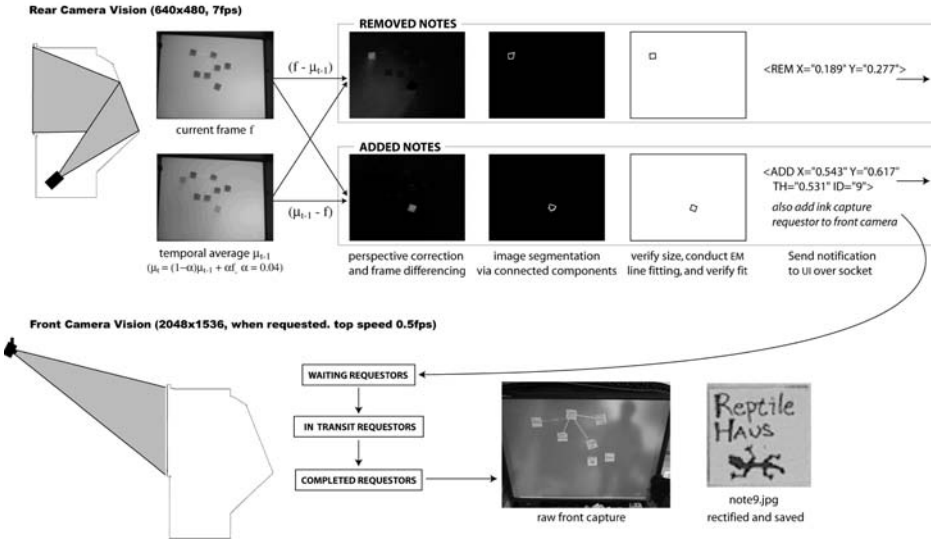 Rear Camera Vision (640x480, 7fps)
REMOVED NOTES
(f - μt-1)
<REM X="0.189" Y="0.277">
current frame f
ADDED NOTES
(μt-1 - f)
<ADD X="0.543" Y="0.617"
TH="0.531" ID="9">
also add ink capture
requestor to front camera
temporal average μt-1
(μt = (1-α)μt-1 + αf, α = 0.04)
perspective correction
and frame differencing
image segmentation
via connected components
verify size, conduct EM
line fitting, and verify fit
Send notification
to UI over socket
Front Camera Vision (2048x1536, when requested. top speed 0.5fps)
WAITING REQUESTORS
IN TRANSIT REQUESTORS
COMPLETED REQUESTORS
raw front capture
Reptile
HAUS
note9.jpg
rectified and saved